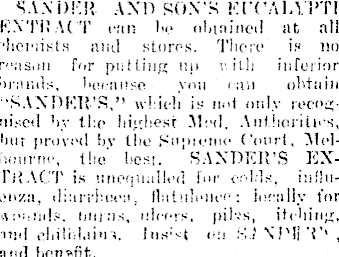 SANDER AND SON'S EUCALYPTI
EXTRACT can be obtained at all
chemists and stores. There is no
reason for putting up with inferior
brands, because you can obtain
"SANDER'S," which is not only recog-
nised by the highest Med. Authorities,
but proved by the Supreme Court, Mel-
bourne, the best. SANDER'S EX-
TRACT is unequalled for colds, influ-
enza, diarrhœa, flatulence; locally for
wounds, burns, ulcers, piles, itching,
and chilblains. Insist on SANDER'S,
and benefit.